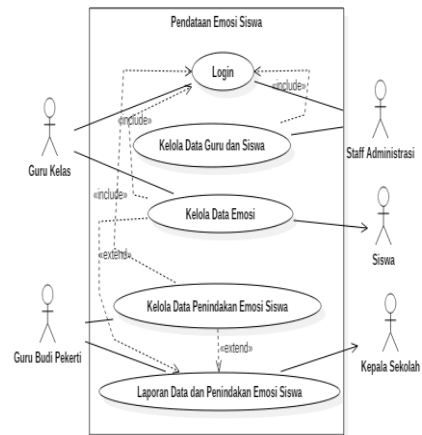 Pendataan Emosi Siswa
Login
«include»
«include»
Kelola Data Guru dan Siswa
Staff Administrasi
Guru Kelas
«include»
Kelola Data Emosi
«extend»
Siswa
Kelola Data Penindakan Emosi Siswa
«extend»
Guru Budi Pekerti
Kepala Sekolah
Laporan Data dan Penindakan Emosi Siswa